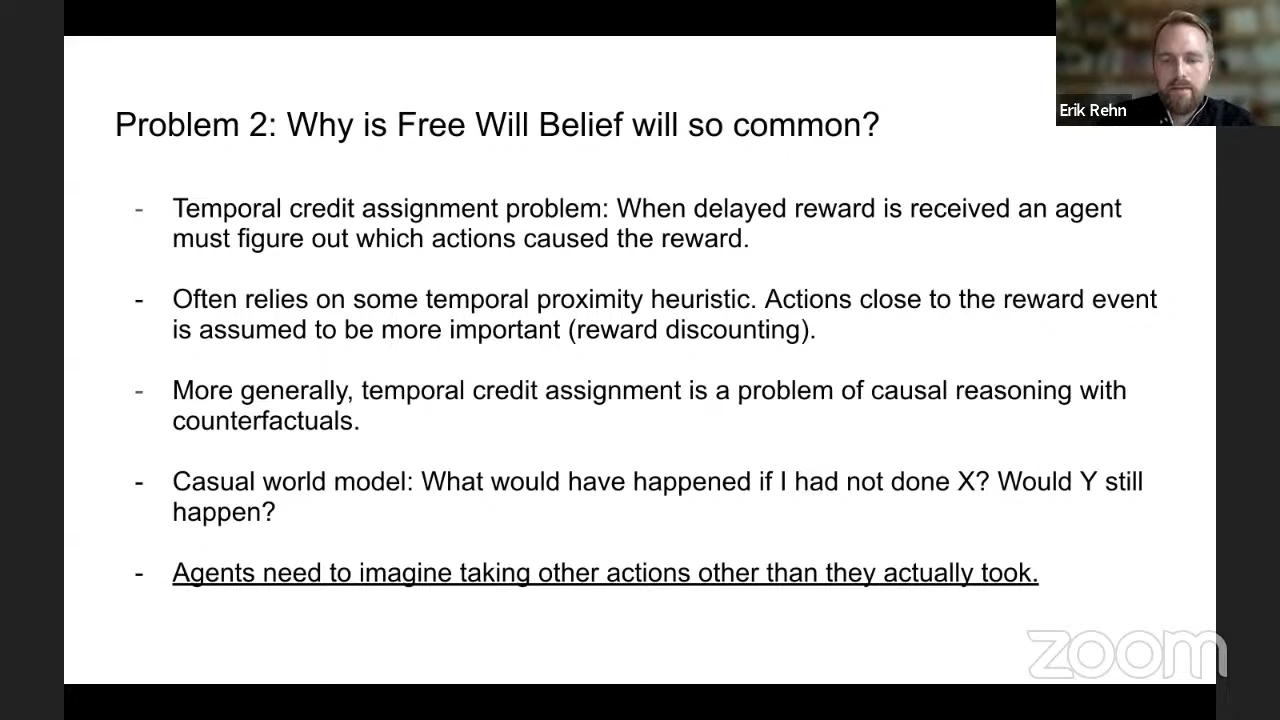 Problem 2: Why is Free Will Belief will so common?
Erik Rehn
- Temporal credit assignment problem: When delayed reward is received an agent
must figure out which actions caused the reward.
- Often relies on some temporal proximity heuristic. Actions close to the reward event
is assumed to be more important (reward discounting).
- More generally, temporal credit assignment is a problem of causal reasoning with
counterfactuals.
- Casual world model: What would have happened if I had not done X? Would Y still
happen?
- Agents need to imagine taking other actions other than they actually took.
zoom